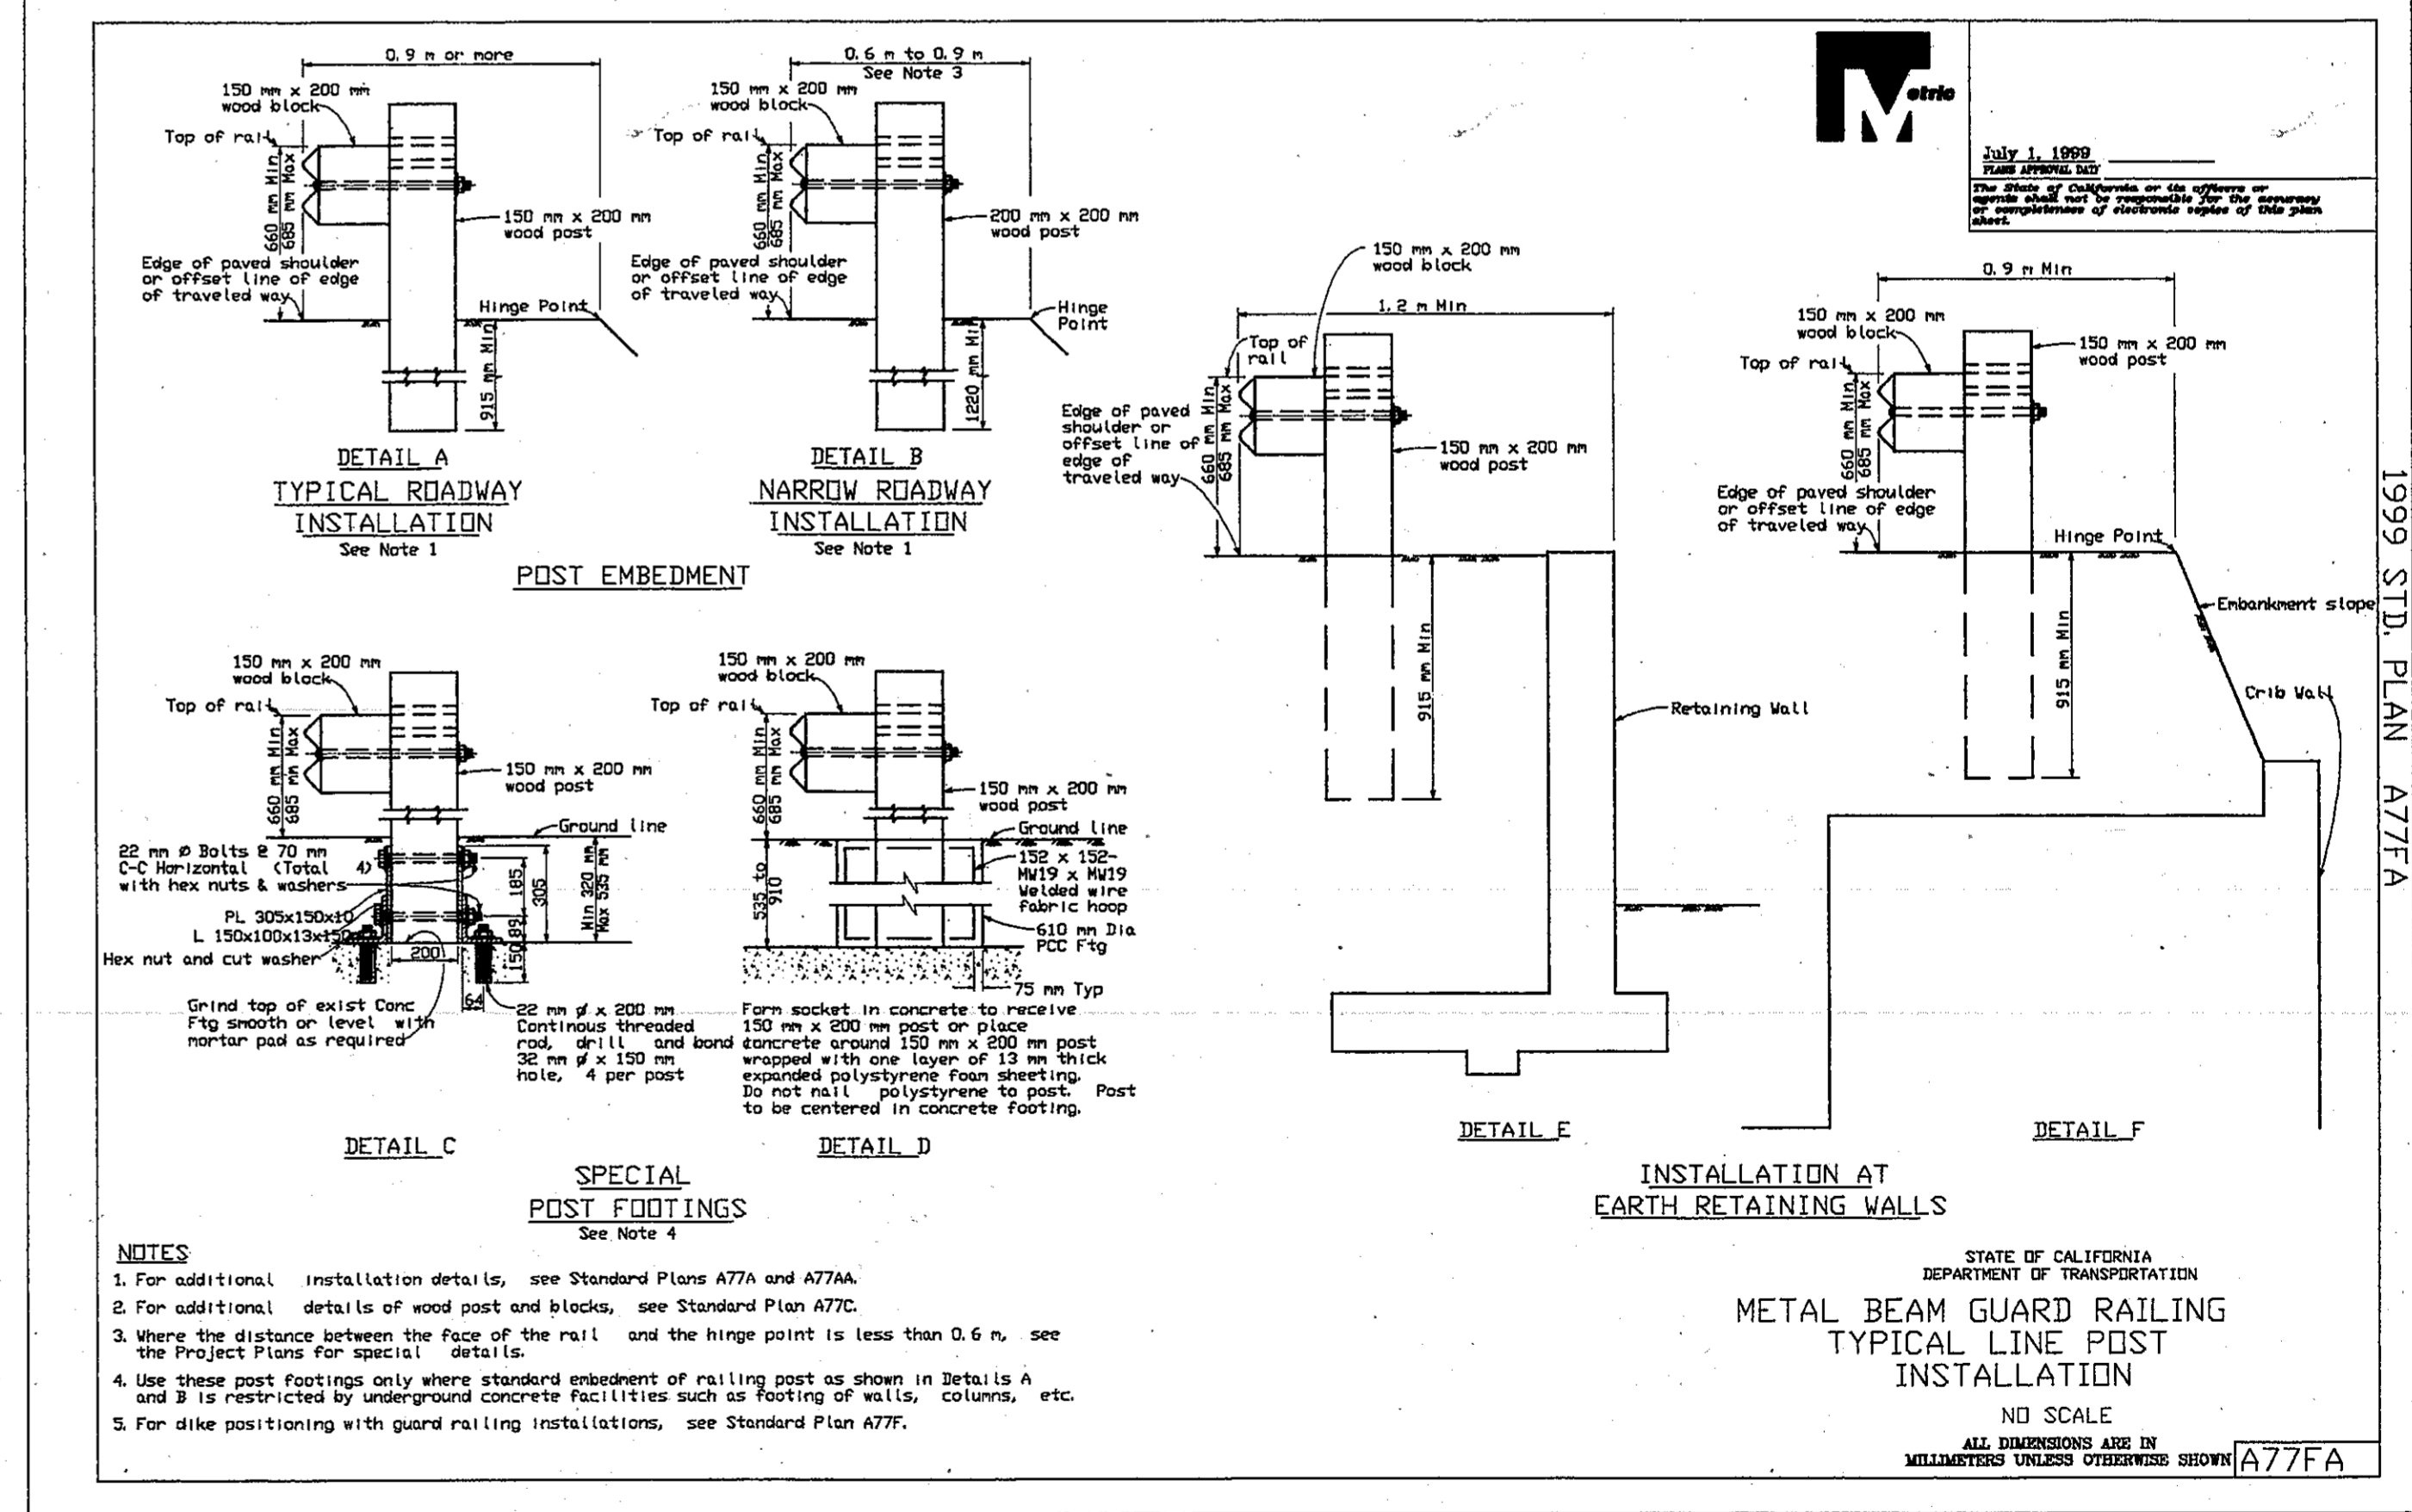 0.9 m or more
150 mm x 200 mm
wood block
Top of rail
660 mm Min
685 mm Max
150 mm x 200 mm
wood post
Edge of paved shoulder
or offset line of edge
of traveled way
Hinge Point
915 mm Min
DETAIL A
TYPICAL ROADWAY
INSTALLATION
See Note 1
0.6 m to 0.9 m
See Note 3
150 mm x 200 mm
wood block
Top of rail
660 mm Min
685 mm Max
200 mm x 200 mm
wood post
Edge of paved shoulder
or offset line of edge
of traveled way
Hinge
Point
1220 mm Min
DETAIL B
NARROW ROADWAY
INSTALLATION
See Note 1
POST EMBEDMENT
150 mm x 200 mm
wood block
Top of rail
660 mm Min
685 mm Max
150 mm x 200 mm
wood post
Ground line
22 mm Ø Bolts @ 70 mm
C-C Horizontal (Total 4)
with hex nuts & washers
PL 305x150x10
L 150x100x13x150
Hex nut and cut washer
200
64
185
89
150
305
Min 320 mm
Max 535 mm
Grind top of exist Conc
Ftg smooth or level with
mortar pad as required
22 mm Ø x 200 mm
Continous threaded
rod, drill and bond
32 mm Ø x 150 mm
hole, 4 per post
DETAIL C
150 mm x 200 mm
wood block
Top of rail
660 mm Min
685 mm Max
150 mm x 200 mm
wood post
Ground line
535 to
910
152 x 152-
MW19 x MW19
Welded wire
fabric hoop
610 mm Dia
PCC Ftg
75 mm Typ
Form socket in concrete to receive
150 mm x 200 mm post or place
concrete around 150 mm x 200 mm post
wrapped with one layer of 13 mm thick
expanded polystyrene foam sheeting.
Do not nail polystyrene to post. Post
to be centered in concrete footing.
DETAIL D
SPECIAL
POST FOOTINGS
See Note 4
150 mm x 200 mm
wood block
1.2 m Min
Top of
rail
660 mm Min
685 mm Max
Edge of paved
shoulder or
offset line of
edge of
traveled way
150 mm x 200 mm
wood post
915 mm Min
Retaining Wall
DETAIL E
0.9 m Min
150 mm x 200 mm
wood block
Top of rail
660 mm Min
685 mm Max
150 mm x 200 mm
wood post
Edge of paved shoulder
or offset line of edge
of traveled way
Hinge Point
915 mm Min
Embankment slope
Crib Wall
DETAIL F
INSTALLATION AT
EARTH RETAINING WALLS
Metric
July 1, 1999
PLANS APPROVAL DATE
The State of California or its officers or
agents shall not be responsible for the accuracy
or completeness of electronic copies of this plan
sheet.
1999 STD. PLAN A77FA
NOTES
1. For additional installation details, see Standard Plans A77A and A77AA.
2. For additional details of wood post and blocks, see Standard Plan A77C.
3. Where the distance between the face of the rail and the hinge point is less than 0.6 m, see
the Project Plans for special details.
4. Use these post footings only where standard embedment of railing post as shown in Details A
and B is restricted by underground concrete facilities such as footing of walls, columns, etc.
5. For dike positioning with guard railing installations, see Standard Plan A77F.
STATE OF CALIFORNIA
DEPARTMENT OF TRANSPORTATION
METAL BEAM GUARD RAILING
TYPICAL LINE POST
INSTALLATION
NO SCALE
ALL DIMENSIONS ARE IN
MILLIMETERS UNLESS OTHERWISE SHOWN
A77FA